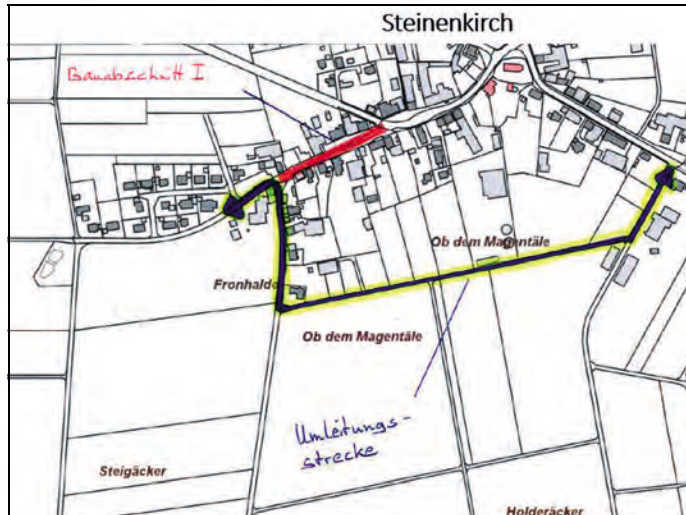 Steinenkirch
Bauabschnitt I
Ob dem Magentäle
Fronhalde
Ob dem Magentäle
Umleitungs-
strecke
Steigäcker
Holderäcker